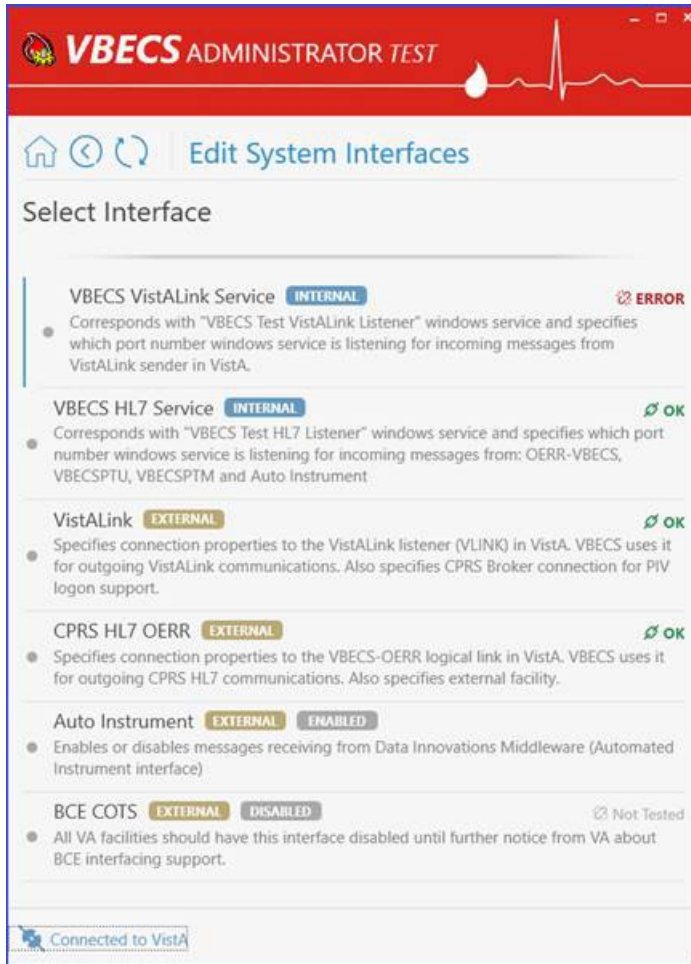 VBECS ADMINISTRATOR TEST
Edit System Interfaces
Select Interface
VBECS VistALink Service INTERNAL ERROR
Corresponds with "VBECS Test VistALink Listener" windows service and specifies
which port number windows service is listening for incoming messages from
VistALink sender in VistA.
VBECS HL7 Service INTERNAL OK
Corresponds with "VBECS Test HL7 Listener" windows service and specifies which port
number windows service is listening for incoming messages from: OERR-VBECS,
VBECSPTU, VBECSPTM and Auto Instrument
VistALink EXTERNAL OK
Specifies connection properties to the VistALink listener (VLINK) in VistA. VBECS uses it
for outgoing VistALink communications. Also specifies CPRS Broker connection for PIV
logon support.
CPRS HL7 OERR EXTERNAL OK
Specifies connection properties to the VBECS-OERR logical link in VistA. VBECS uses it
for outgoing CPRS HL7 communications. Also specifies external facility.
Auto Instrument EXTERNAL ENABLED
Enables or disables messages receiving from Data Innovations Middleware (Automated
Instrument interface)
BCE COTS EXTERNAL DISABLED Not Tested
All VA facilities should have this interface disabled until further notice from VA about
BCE interfacing support.
Connected to VistA